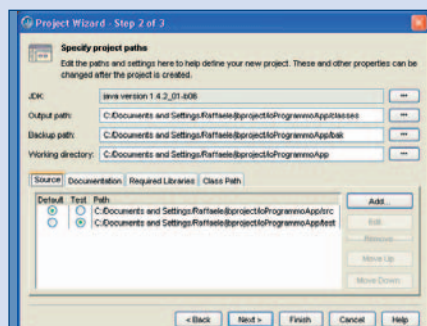 Project Wizard - Step 2 of 3
Specify project paths
Edit the paths and settings here to help define your new project. These and other properties can be
changed after the project is created.
JDK: java version 1.4.2_01-b06 ...
Output path: C:/Documents and Settings/Raffaele/jbproject/IoProgrammoApp/classes ...
Backup path: C:/Documents and Settings/Raffaele/jbproject/IoProgrammoApp/bak ...
Working directory: C:/Documents and Settings/Raffaele/jbproject/IoProgrammoApp ...
Source Documentation Required Libraries Class Path
Default Test Path
C:/Documents and Settings/Raffaele/jbproject/IoProgrammoApp/src
C:/Documents and Settings/Raffaele/jbproject/IoProgrammoApp/test
Add...
Edit...
Remove
Move Up
Move Down
< Back Next > Finish Cancel Help